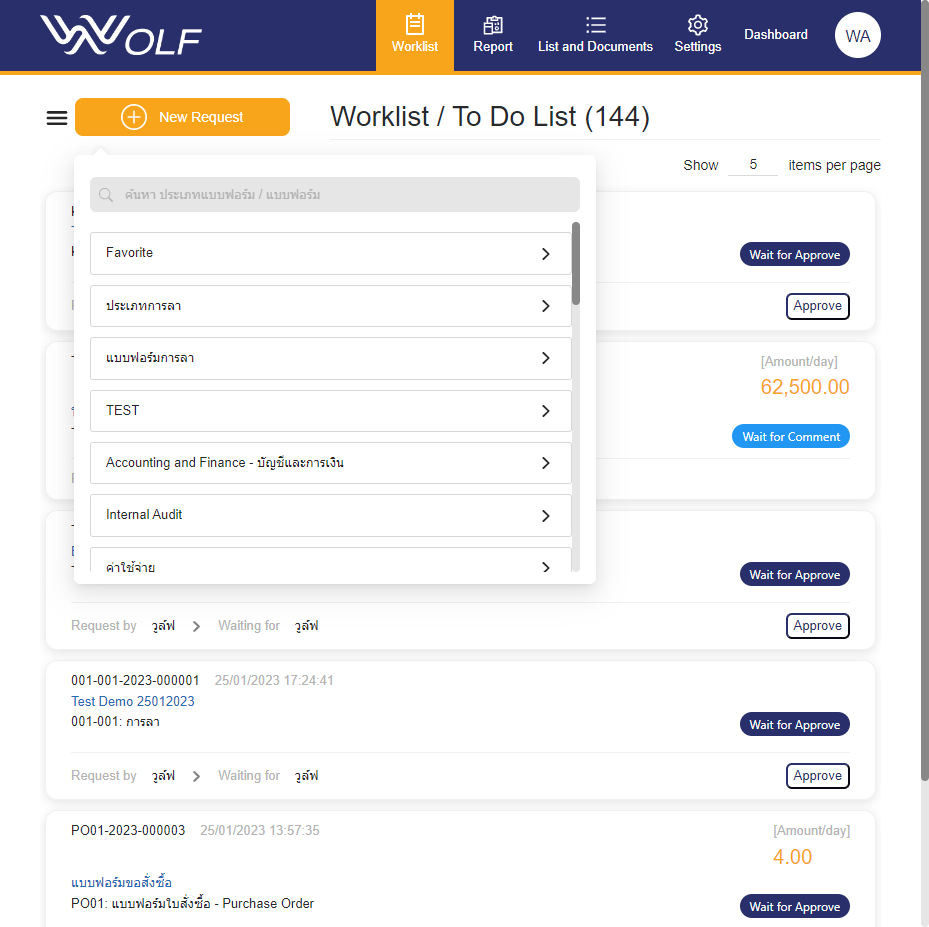 WOLF
Worklist
Report
List and Documents
Settings
Dashboard
WA
New Request
Worklist / To Do List (144)
Show 5 items per page
ค้นหา ประเภทแบบฟอร์ม / แบบฟอร์ม
Favorite
ประเภทการลา
แบบฟอร์มการลา
TEST
Accounting and Finance - บัญชีและการเงิน
Internal Audit
ค่าใช้จ่าย
Wait for Approve
Approve
[Amount/day]
62,500.00
Wait for Comment
Wait for Approve
Request by วูล์ฟ Waiting for วูล์ฟ
Approve
001-001-2023-000001 25/01/2023 17:24:41
Test Demo 25012023
001-001: การลา
Wait for Approve
Request by วูล์ฟ Waiting for วูล์ฟ
Approve
PO01-2023-000003 25/01/2023 13:57:35
[Amount/day]
4.00
แบบฟอร์มขอสั่งซื้อ
PO01: แบบฟอร์มใบสั่งซื้อ - Purchase Order
Wait for Approve